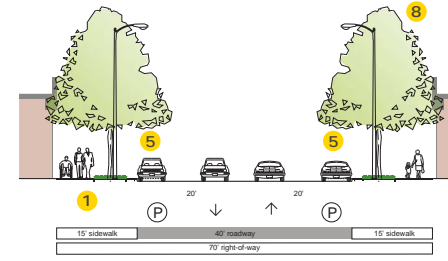 8
5 5
1
20' 20'
P P
15' sidewalk 40' roadway 15' sidewalk
70' right-of-way